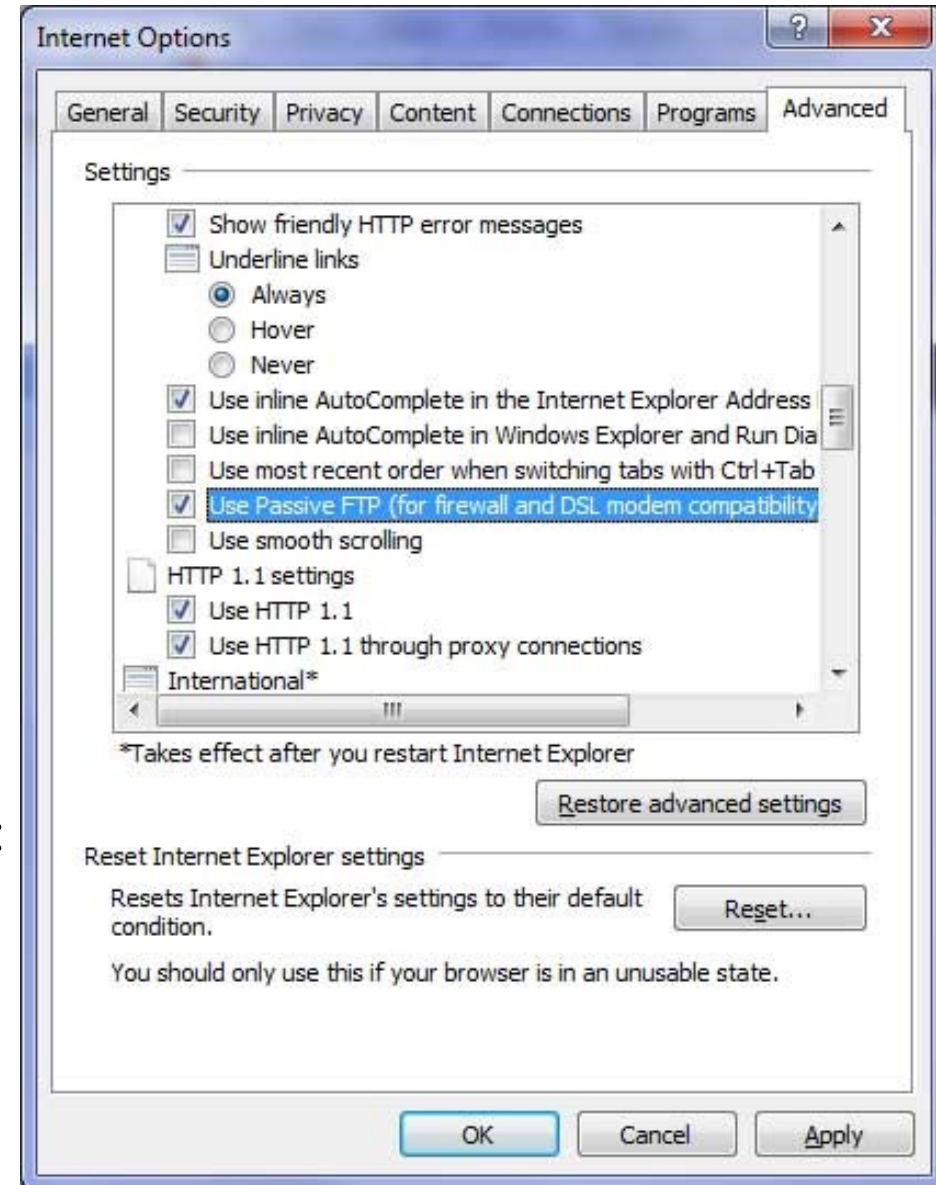 Internet Options
General Security Privacy Content Connections Programs Advanced
Settings
Show friendly HTTP error messages
Underline links
Always
Hover
Never
Use inline AutoComplete in the Internet Explorer Address
Use inline AutoComplete in Windows Explorer and Run Dia
Use most recent order when switching tabs with Ctrl+Tab
Use Passive FTP (for firewall and DSL modem compatibility
Use smooth scrolling
HTTP 1.1 settings
Use HTTP 1.1
Use HTTP 1.1 through proxy connections
International*
*Takes effect after you restart Internet Explorer
Restore advanced settings
Reset Internet Explorer settings
Resets Internet Explorer's settings to their default
condition.
Reset...
You should only use this if your browser is in an unusable state.
OK Cancel Apply